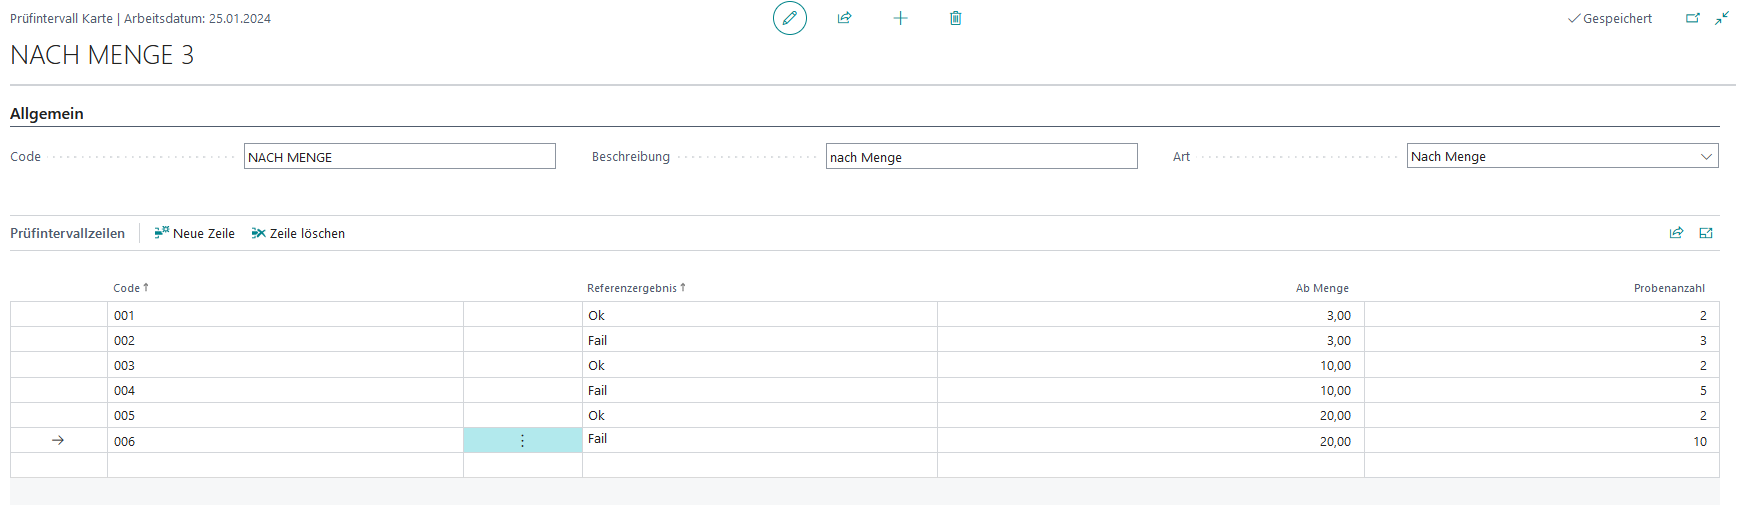 Prüfintervall Karte | Arbeitsdatum: 25.01.2024
Gespeichert
NACH MENGE 3
Allgemein
Code NACH MENGE Beschreibung nach Menge Art Nach Menge
Prüfintervallzeilen Neue Zeile Zeile löschen
Code ↑ Referenzergebnis ↑ Ab Menge Probenanzahl
001 Ok 3,00 2
002 Fail 3,00 3
003 Ok 10,00 2
004 Fail 10,00 5
005 Ok 20,00 2
006 Fail 20,00 10